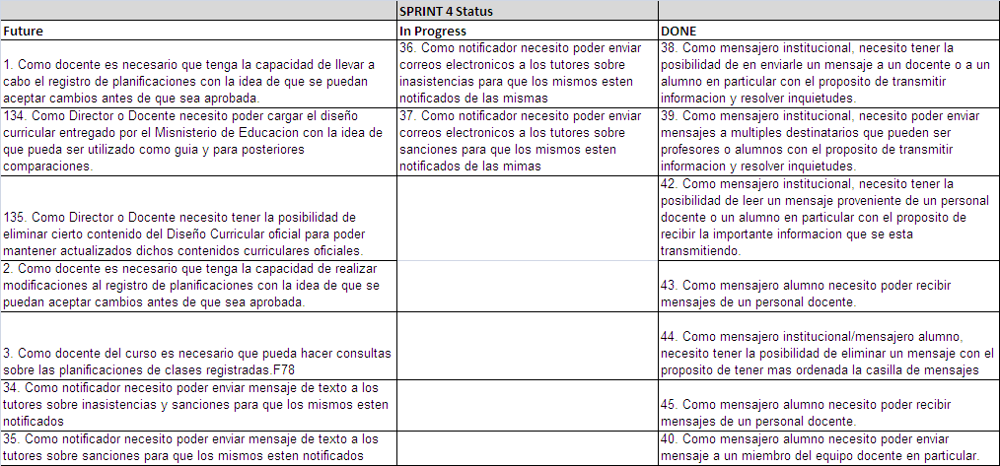 SPRINT 4 Status
Future
In Progress
DONE
1. Como docente es necesario que tenga la capacidad de llevar a
cabo el registro de planificaciones con la idea de que se puedan
aceptar cambios antes de que sea aprobada.
36. Como notificador necesito poder enviar
correos electronicos a los tutores sobre
inasistencias para que los mismos esten
notificados de las mismas
38. Como mensajero institucional, necesito tener la
posibilidad de en enviarle un mensaje a un docente o a un
alumno en particular con el proposito de transmitir
informacion y resolver inquietudes.
134. Como Director o Docente necesito poder cargar el diseño
curricular entregado por el Misnisterio de Educacion con la idea de
que pueda ser utilizado como guia y para posteriores
comparaciones.
37. Como notificador necesito poder enviar
correos electronicos a los tutores sobre
sanciones para que los mismos esten
notificados de las mimas
39. Como mensajero institucional, necesito poder enviar
mensajes a multiples destinatarios que pueden ser
profesores o alumnos con el proposito de transmitir
informacion y resolver inquietudes.
135. Como Director o Docente necesito tener la posibilidad de
eliminar cierto contenido del Diseño Curricular oficial para poder
mantener actualizados dichos contenidos curriculares oficiales.
42. Como mensajero institucional, necesito tener la
posibilidad de leer un mensaje proveniente de un personal
docente o un alumno en particular con el proposito de
recibir la importante informacion que se esta
transmitiendo.
2. Como docente es necesario que tenga la capacidad de realizar
modificaciones al registro de planificaciones con la idea de que se
puedan aceptar cambios antes de que sea aprobada.
43. Como mensajero alumno necesito poder recibir
mensajes de un personal docente.
3. Como docente del curso es necesario que pueda hacer consultas
sobre las planificaciones de clases registradas.F78
44. Como mensajero institucional/mensajero alumno,
necesito tener la posibilidad de eliminar un mensaje con el
proposito de tener mas ordenada la casilla de mensajes
34. Como notificador necesito poder enviar mensaje de texto a los
tutores sobre inasistencias y sanciones para que los mismos esten
notificados
45. Como mensajero alumno necesito poder recibir
mensajes de un personal docente.
35. Como notificador necesito poder enviar mensaje de texto a los
tutores sobre sanciones para que los mismos esten notificados
40. Como mensajero alumno necesito poder enviar
mensaje a un miembro del equipo docente en particular.